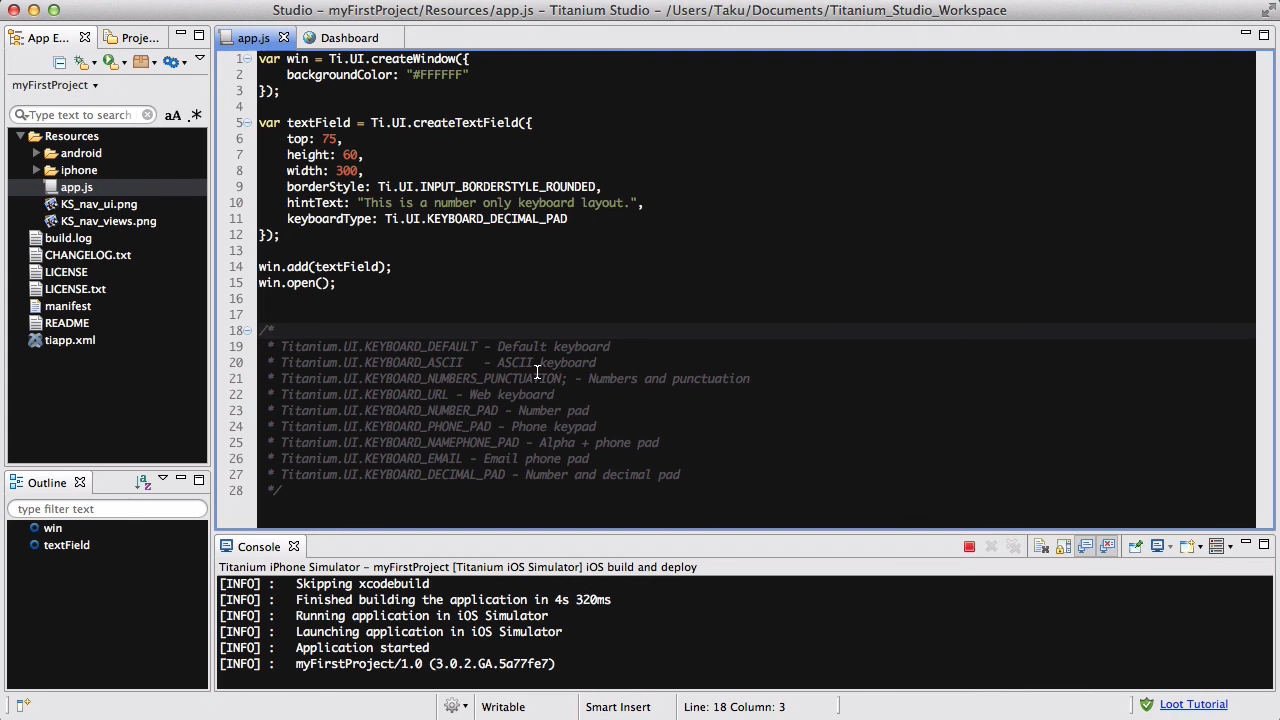 Studio - myFirstProject/Resources/app.js - Titanium Studio - /Users/Taku/Documents/Titanium_Studio_Workspace
App E...
Proje...
myFirstProject
Type text to search
aA .*
Resources
android
iphone
app.js
KS_nav_ui.png
KS_nav_views.png
build.log
CHANGELOG.txt
LICENSE
LICENSE.txt
manifest
README
tiapp.xml
Outline
a z
type filter text
win
textField
app.js
Dashboard
1 var win = Ti.UI.createWindow({
2 backgroundColor: "#FFFFFF"
3 });
4
5 var textField = Ti.UI.createTextField({
6 top: 75,
7 height: 60,
8 width: 300,
9 borderStyle: Ti.UI.INPUT_BORDERSTYLE_ROUNDED,
10 hintText: "This is a number only keyboard layout.",
11 keyboardType: Ti.UI.KEYBOARD_DECIMAL_PAD
12 });
13
14 win.add(textField);
15 win.open();
16
17
18 /*
19 * Titanium.UI.KEYBOARD_DEFAULT - Default keyboard
20 * Titanium.UI.KEYBOARD_ASCII - ASCII keyboard
21 * Titanium.UI.KEYBOARD_NUMBERS_PUNCTUATION; - Numbers and punctuation
22 * Titanium.UI.KEYBOARD_URL - Web keyboard
23 * Titanium.UI.KEYBOARD_NUMBER_PAD - Number pad
24 * Titanium.UI.KEYBOARD_PHONE_PAD - Phone keypad
25 * Titanium.UI.KEYBOARD_NAMEPHONE_PAD - Alpha + phone pad
26 * Titanium.UI.KEYBOARD_EMAIL - Email phone pad
27 * Titanium.UI.KEYBOARD_DECIMAL_PAD - Number and decimal pad
28 */
Console
Titanium iPhone Simulator - myFirstProject [Titanium iOS Simulator] iOS build and deploy
[INFO] : Skipping xcodebuild
[INFO] : Finished building the application in 4s 320ms
[INFO] : Running application in iOS Simulator
[INFO] : Launching application in iOS Simulator
[INFO] : Application started
[INFO] : myFirstProject/1.0 (3.0.2.GA.5a77fe7)
Writable
Smart Insert
Line: 18 Column: 3
Loot Tutorial